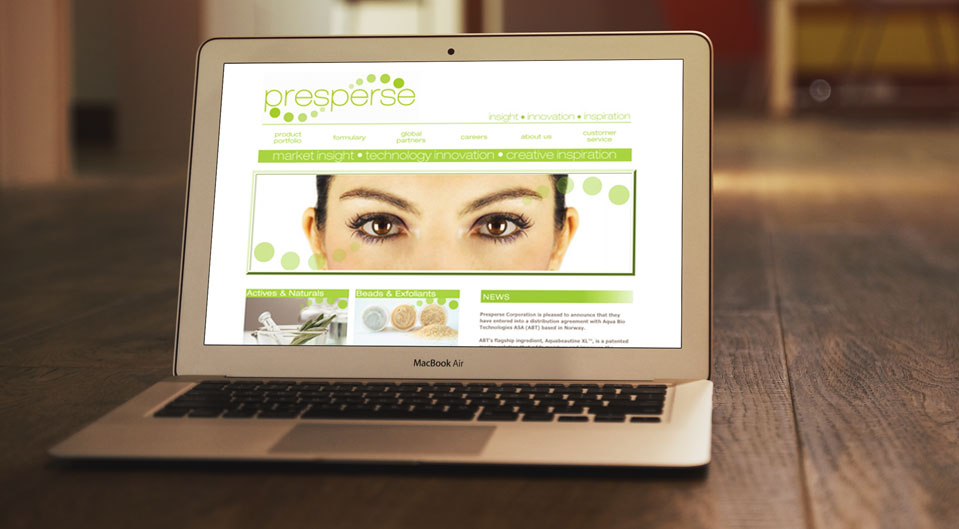 presperse
insight • innovation • inspiration
product
portfolio
formulary
global
partners
careers
about us
customer
service
market insight • technology innovation • creative inspiration
Actives & Naturals
Beads & Exfoliants
NEWS
Presperse Corporation is pleased to announce that they
have entered into a distribution agreement with Aqua Bio
Technologies ASA (ABT) based in Norway.
ABT's flagship ingredient, Aquabeautine XL™, is a patented
MacBook Air